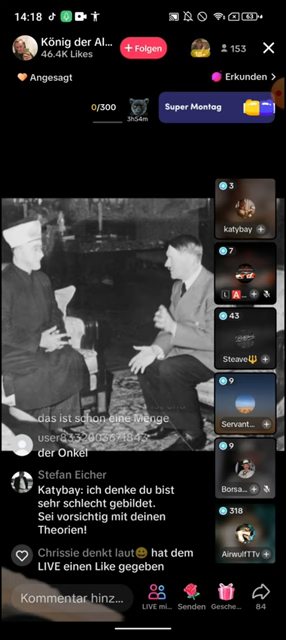 14:18
63
König der Al...
46.4K Likes
+ Folgen
153
Angesagt
Erkunden
0/300
3h54m
Super Montag
3
katybay
7
43
Steave
9
Servant...
9
Borsa...
318
AirwulfTTv
das ist schon eine Menge
user8332003671843
der Onkel
Stefan Eicher
Katybay: ich denke du bist
sehr schlecht gebildet.
Sei vorsichtig mit deinen
Theorien!
Chrissie denkt laut😄 hat dem
LIVE einen Like gegeben
Kommentar hinz...
LIVE mi...
Senden
Gesche...
84